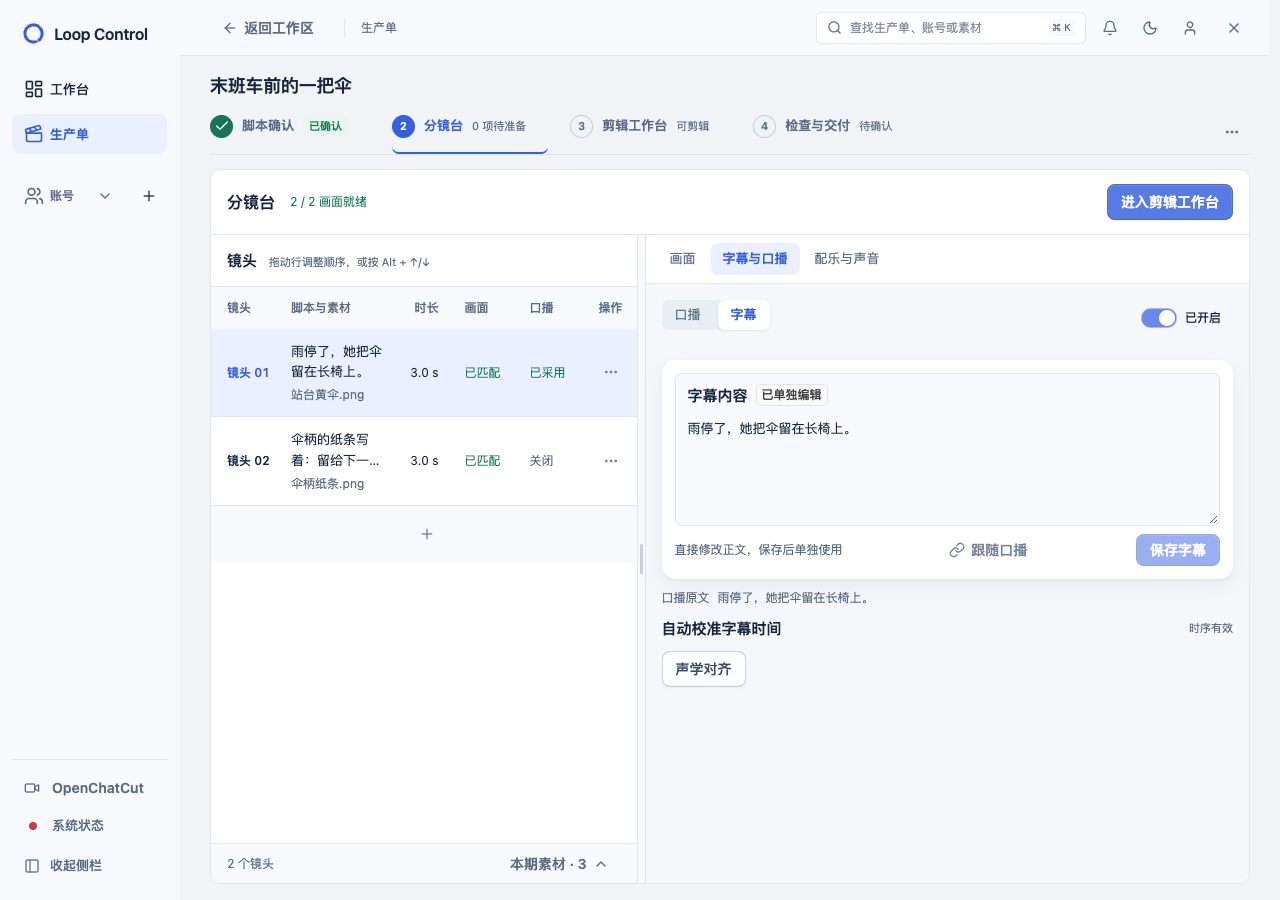 Loop Control
返回工作区
生产单
查找生产单、账号或素材
⌘ K
工作台
生产单
账号
末班车前的一把伞
脚本确认 已确认
2 分镜台 0 项待准备
3 剪辑工作台 可剪辑
4 检查与交付 待确认
分镜台 2 / 2 画面就绪
进入剪辑工作台
镜头 拖动行调整顺序，或按 Alt + ↑/↓
镜头 脚本与素材 时长 画面 口播 操作
雨停了，她把伞
留在长椅上。
镜头 01 3.0 s 已匹配 已采用
站台黄伞.png
伞柄的纸条写
着：留给下一…
镜头 02 3.0 s 已匹配 关闭
伞柄纸条.png
2 个镜头
本期素材 · 3
画面 字幕与口播 配乐与声音
口播 字幕
已开启
字幕内容 已单独编辑
雨停了，她把伞留在长椅上。
直接修改正文，保存后单独使用
跟随口播
保存字幕
口播原文 雨停了，她把伞留在长椅上。
自动校准字幕时间
时序有效
声学对齐
OpenChatCut
系统状态
收起侧栏